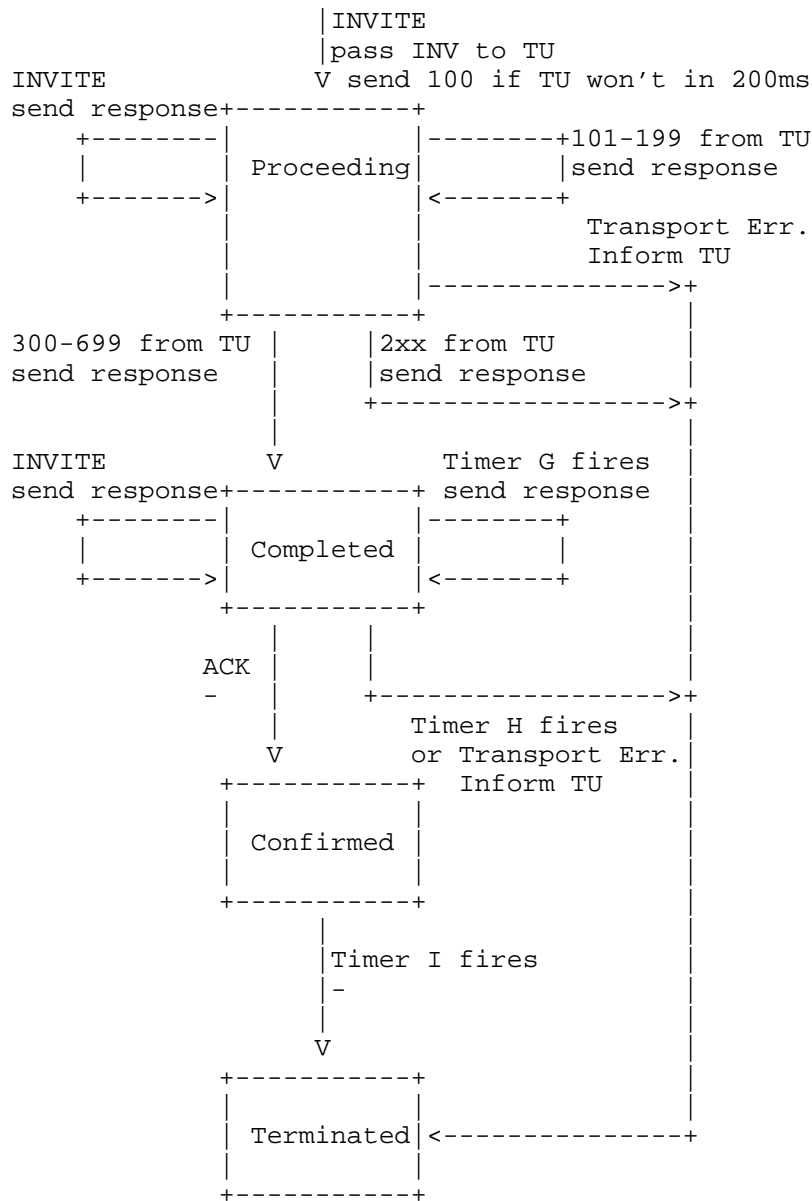 |INVITE
|pass INV to TU
INVITE V send 100 if TU won't in 200ms
send response+-----------+
+--------| |--------+101-199 from TU
| | Proceeding| |send response
+------->| |<-------+
| | Transport Err.
| | Inform TU
| |--------------->+
+-----------+ |
300-699 from TU | |2xx from TU |
send response | |send response |
| +------------------>+
| |
INVITE V Timer G fires |
send response+-----------+ send response |
+--------| |--------+ |
| | Completed | | |
+------->| |<-------+ |
+-----------+ |
| | |
ACK | | |
- | +------------------>+
| Timer H fires |
V or Transport Err.|
+-----------+ Inform TU |
| | |
| Confirmed | |
| | |
+-----------+ |
| |
|Timer I fires |
|- |
| |
V |
+-----------+ |
| | |
| Terminated|<---------------+
| |
+-----------+